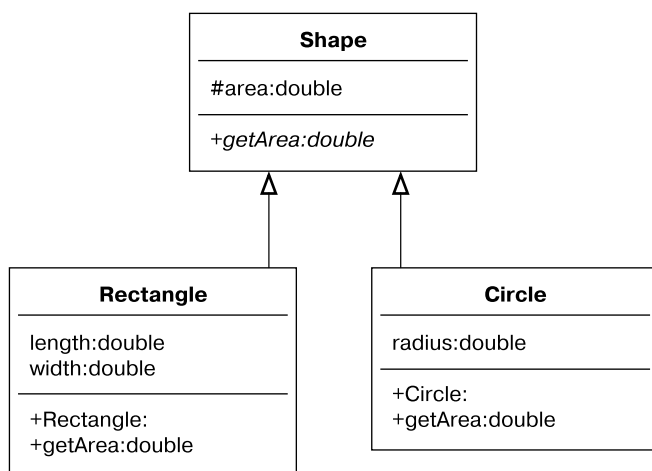 Shape
#area:double
+getArea:double
Rectangle
length:double
width:double
+Rectangle:
+getArea:double
Circle
radius:double
+Circle:
+getArea:double